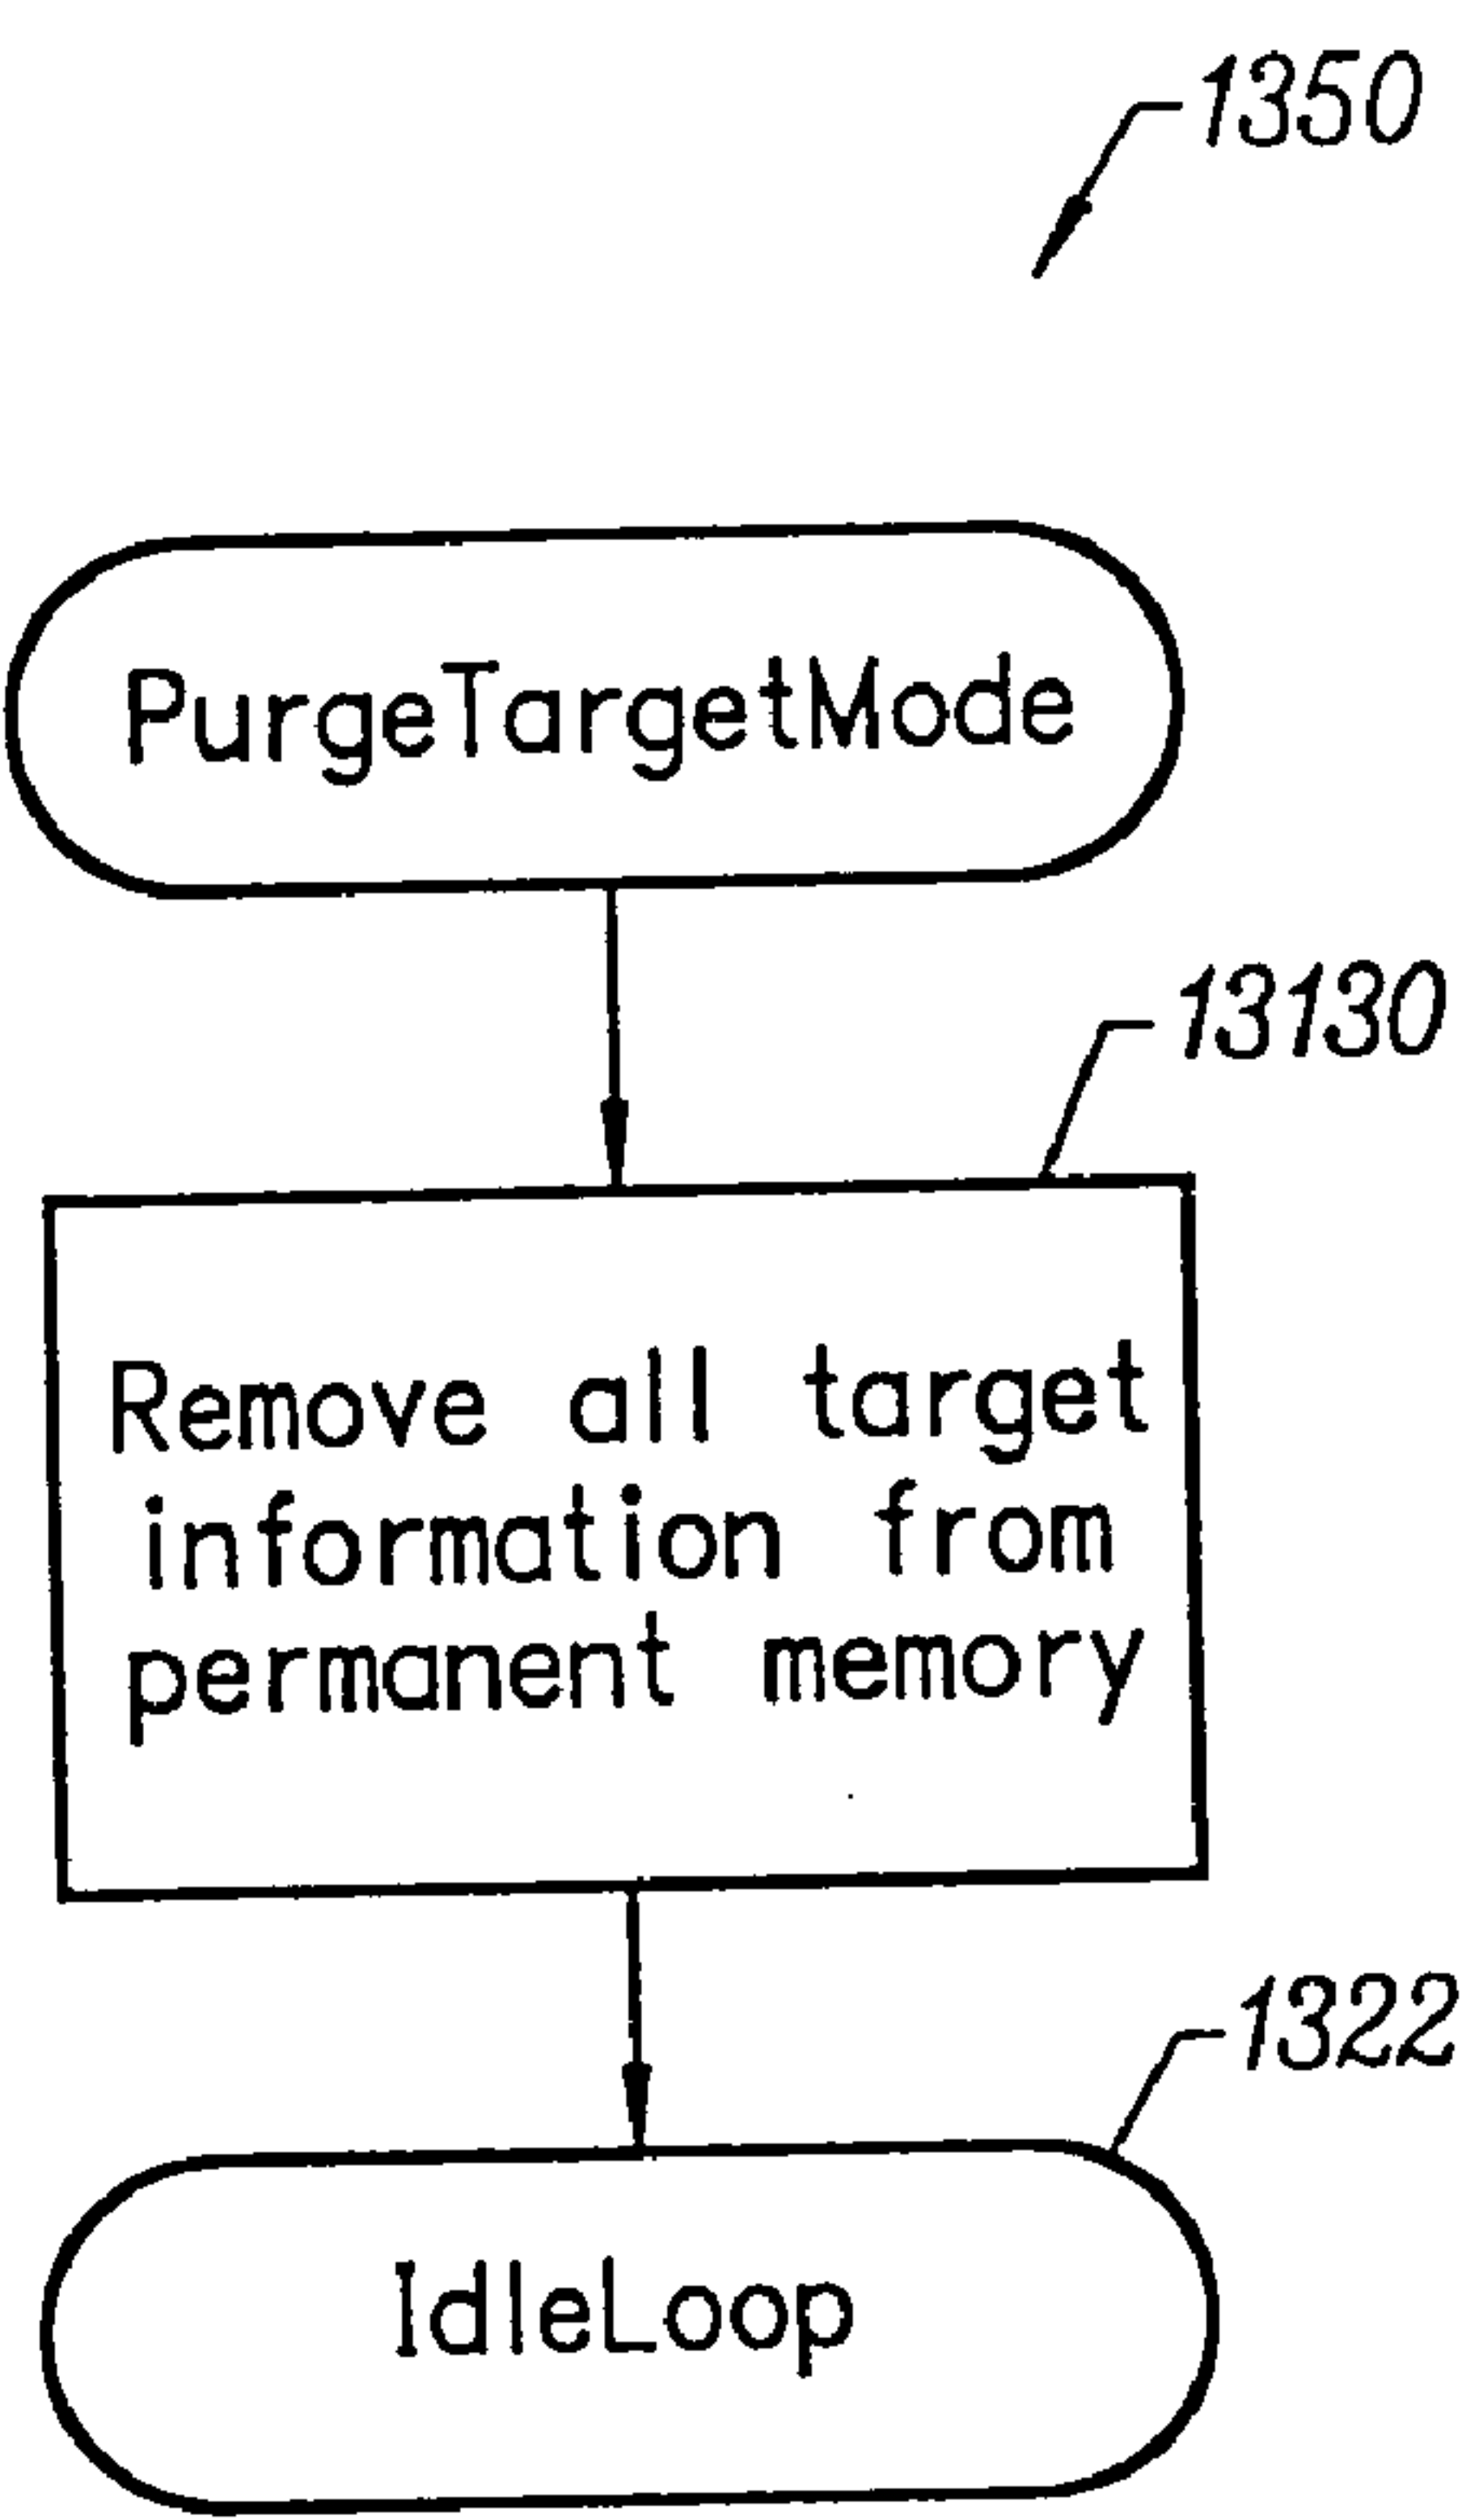 1350
PurgeTargetMode
13130
Remove all target
information from
permanent memory
1322
IdleLoop